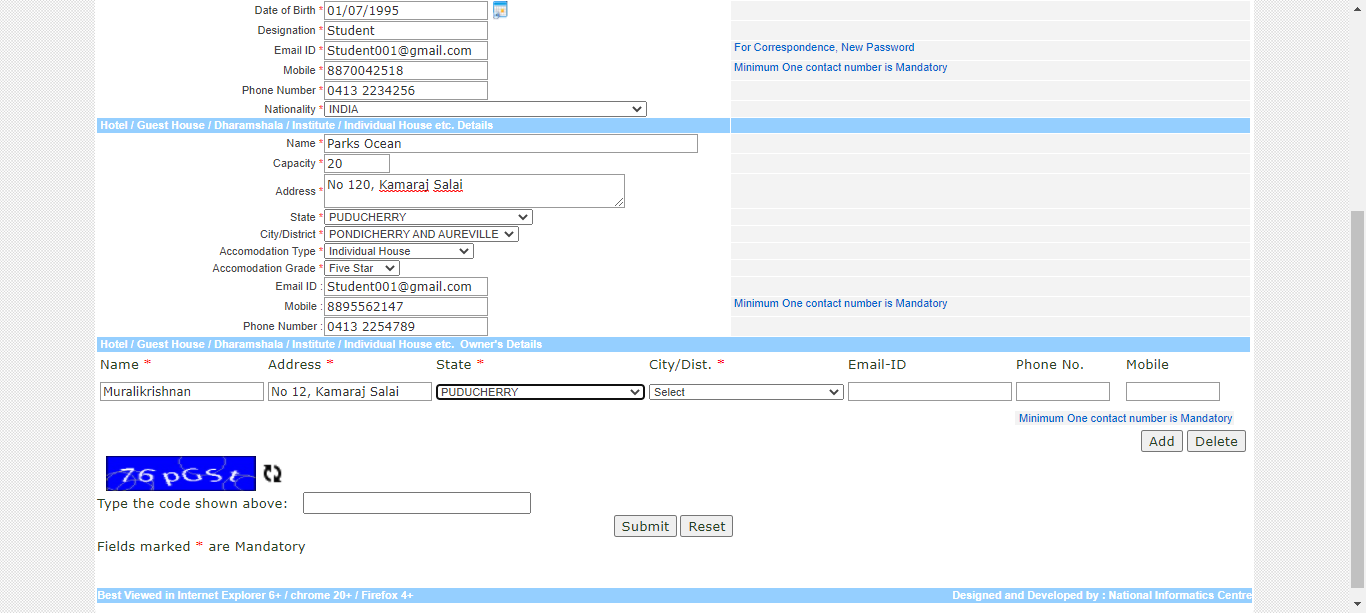 Date of Birth * 01/07/1995
Designation * Student
Email ID * Student001@gmail.com For Correspondence, New Password
Mobile * 8870042518 Minimum One contact number is Mandatory
Phone Number * 0413 2234256
Nationality * INDIA
Hotel / Guest House / Dharamshala / Institute / Individual House etc. Details
Name * Parks Ocean
Capacity * 20
Address * No 120, Kamaraj Salai
State * PUDUCHERRY
City/District * PONDICHERRY AND AUREVILLE
Accomodation Type * Individual House
Accomodation Grade * Five Star
Email ID : Student001@gmail.com
Mobile : 8895562147 Minimum One contact number is Mandatory
Phone Number : 0413 2254789
Hotel / Guest House / Dharamshala / Institute / Individual House etc. Owner's Details
Name * Address * State * City/Dist. * Email-ID Phone No. Mobile
Muralikrishnan No 12, Kamaraj Salai PUDUCHERRY Select
Minimum One contact number is Mandatory
Add Delete
76pGSt
Type the code shown above:
Submit Reset
Fields marked * are Mandatory
Best Viewed in Internet Explorer 6+ / chrome 20+ / Firefox 4+ Designed and Developed by : National Informatics Centre